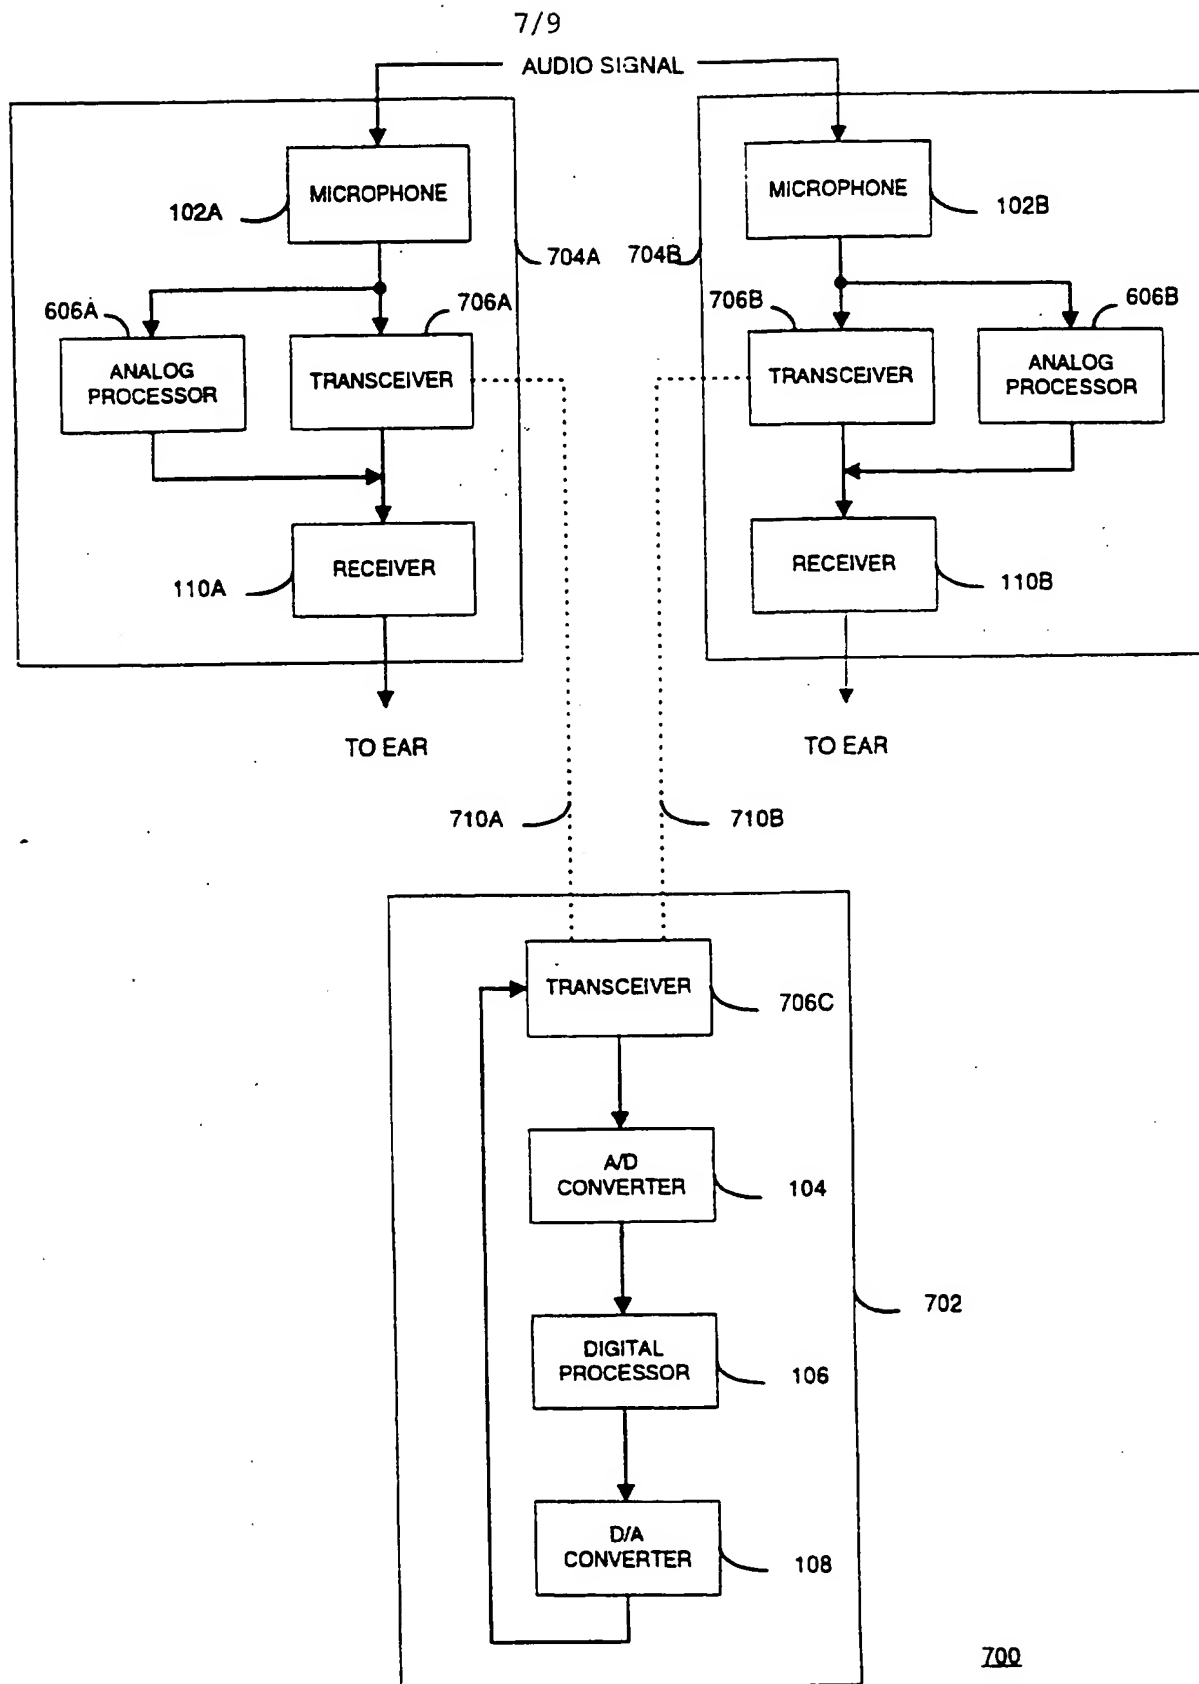 7/9
AUDIO SIGNAL
MICROPHONE
102A
MICROPHONE
102B
704A
704B
606A
706A
706B
606B
ANALOG
PROCESSOR
TRANSCEIVER
TRANSCEIVER
ANALOG
PROCESSOR
RECEIVER
110A
RECEIVER
110B
TO EAR
TO EAR
710A
710B
TRANSCEIVER
706C
A/D
CONVERTER
104
702
DIGITAL
PROCESSOR
106
D/A
CONVERTER
108
700